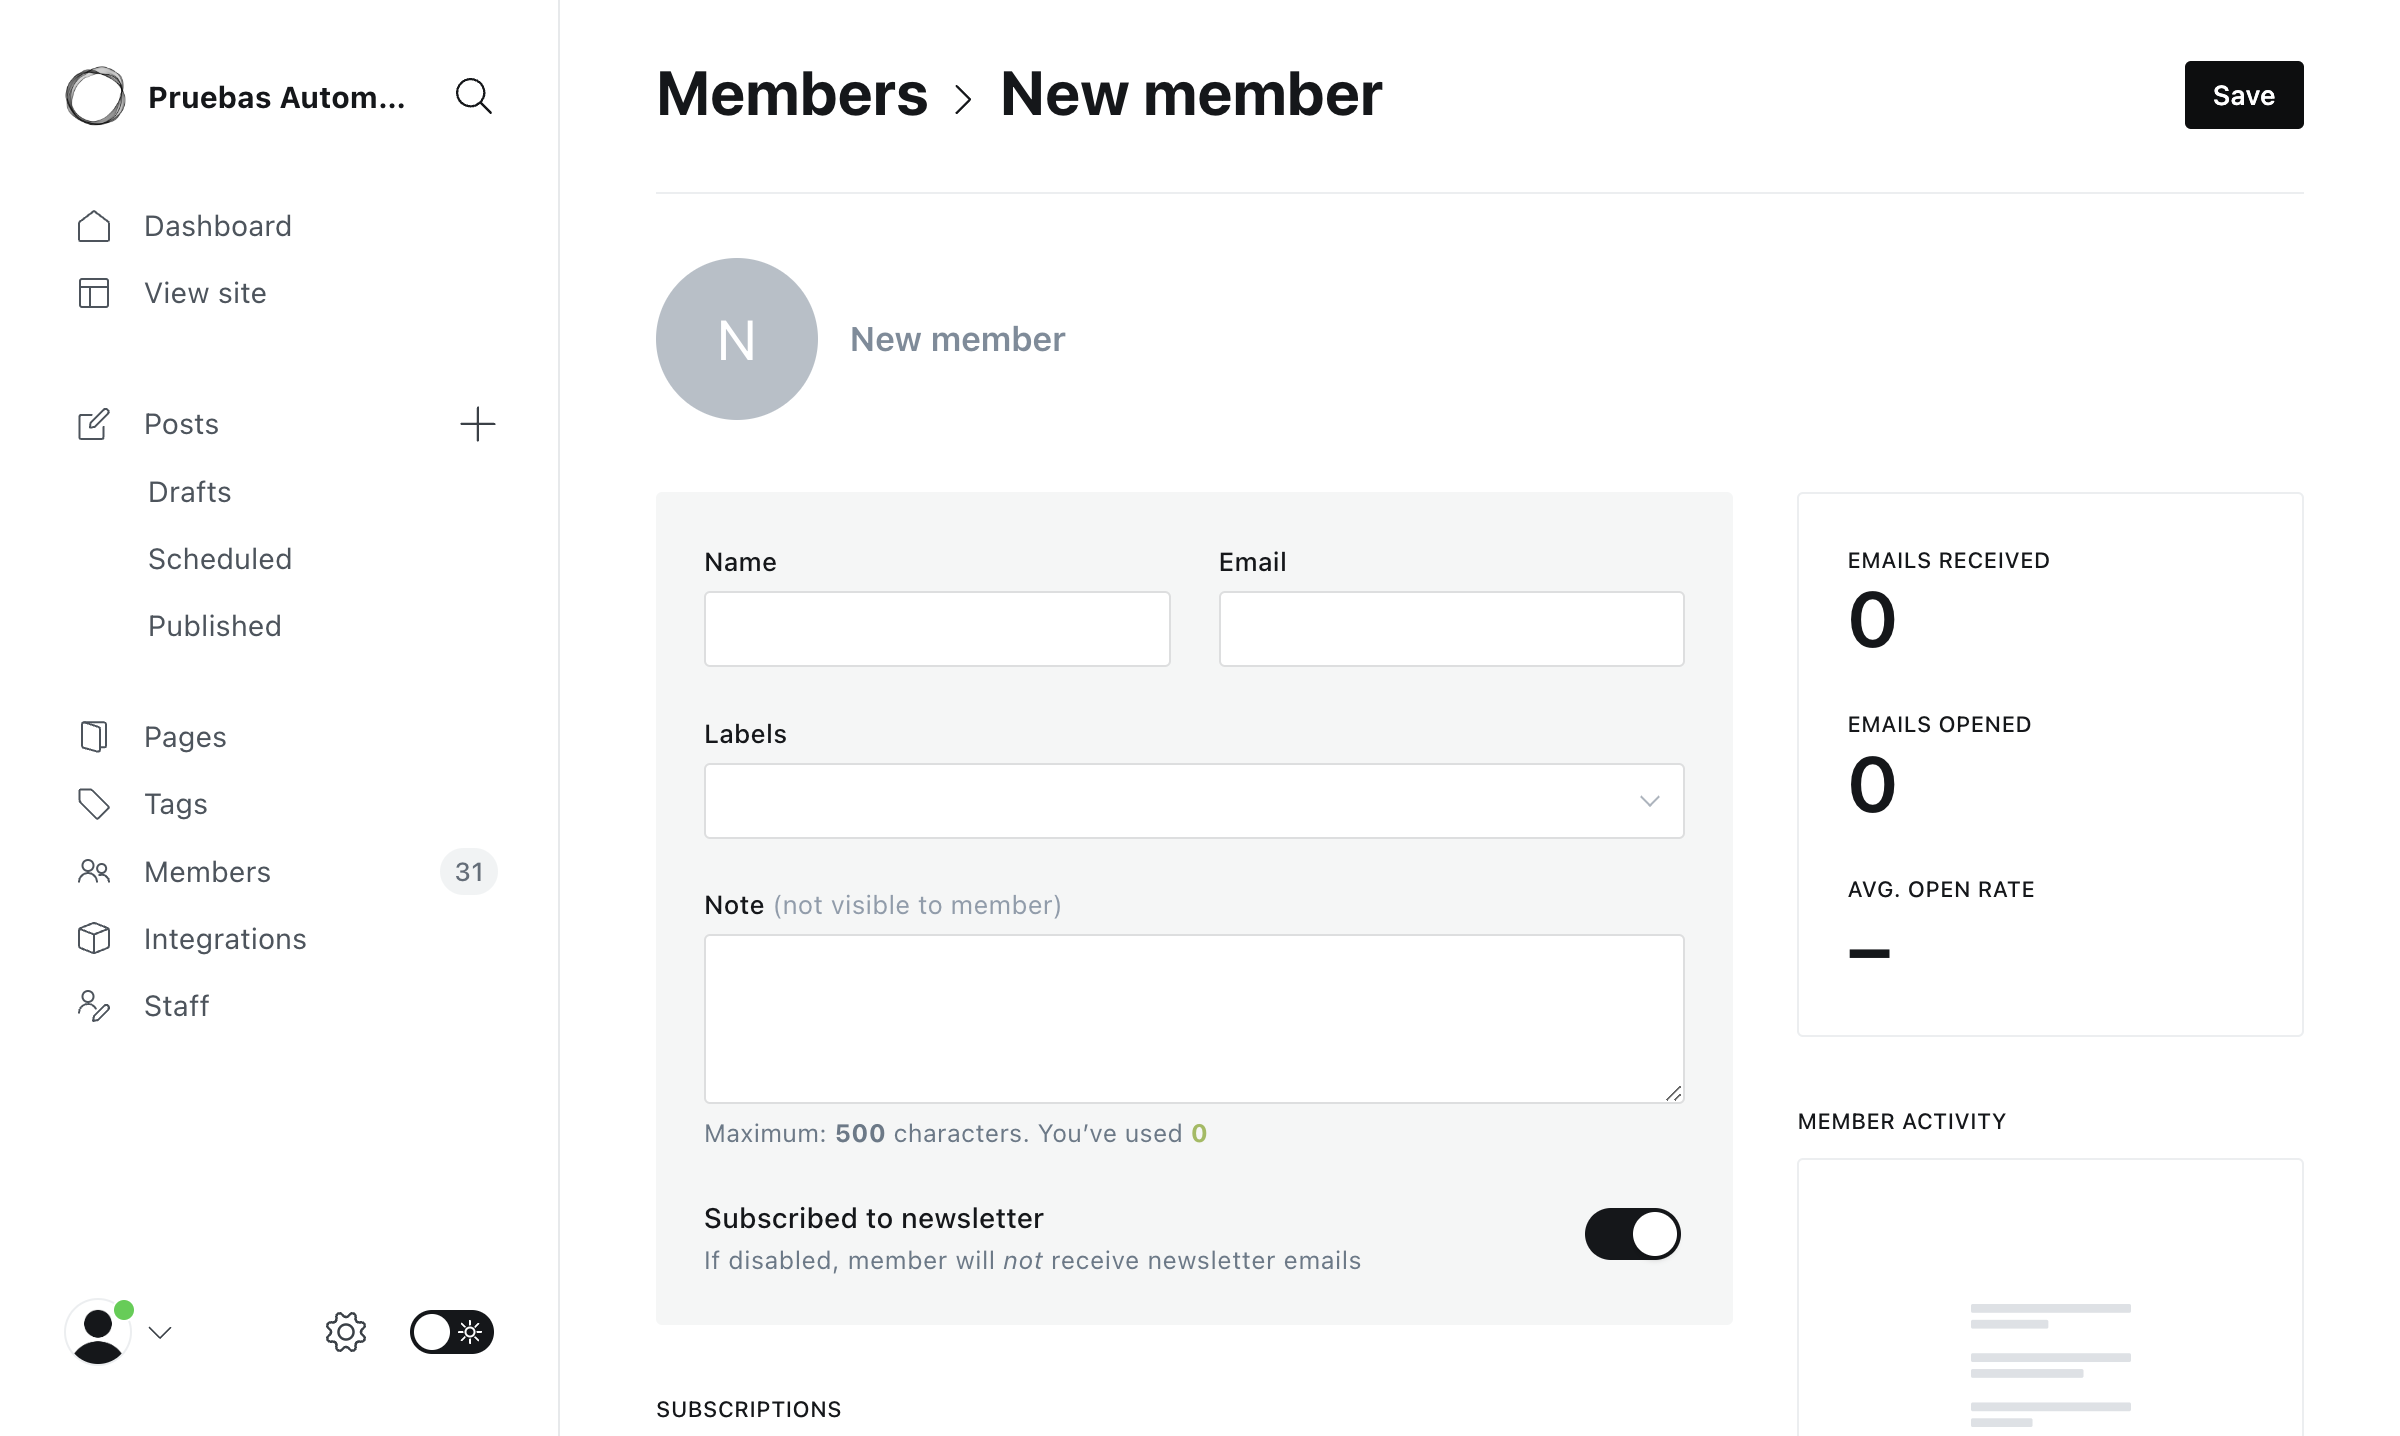 Pruebas Autom...
Dashboard
View site
Posts
Drafts
Scheduled
Published
Pages
Tags
Members 31
Integrations
Staff
Members > New member
Save
N
New member
Name
Email
Labels
Note (not visible to member)
Maximum: 500 characters. You’ve used 0
Subscribed to newsletter
If disabled, member will not receive newsletter emails
SUBSCRIPTIONS
EMAILS RECEIVED
0
EMAILS OPENED
0
AVG. OPEN RATE
–
MEMBER ACTIVITY